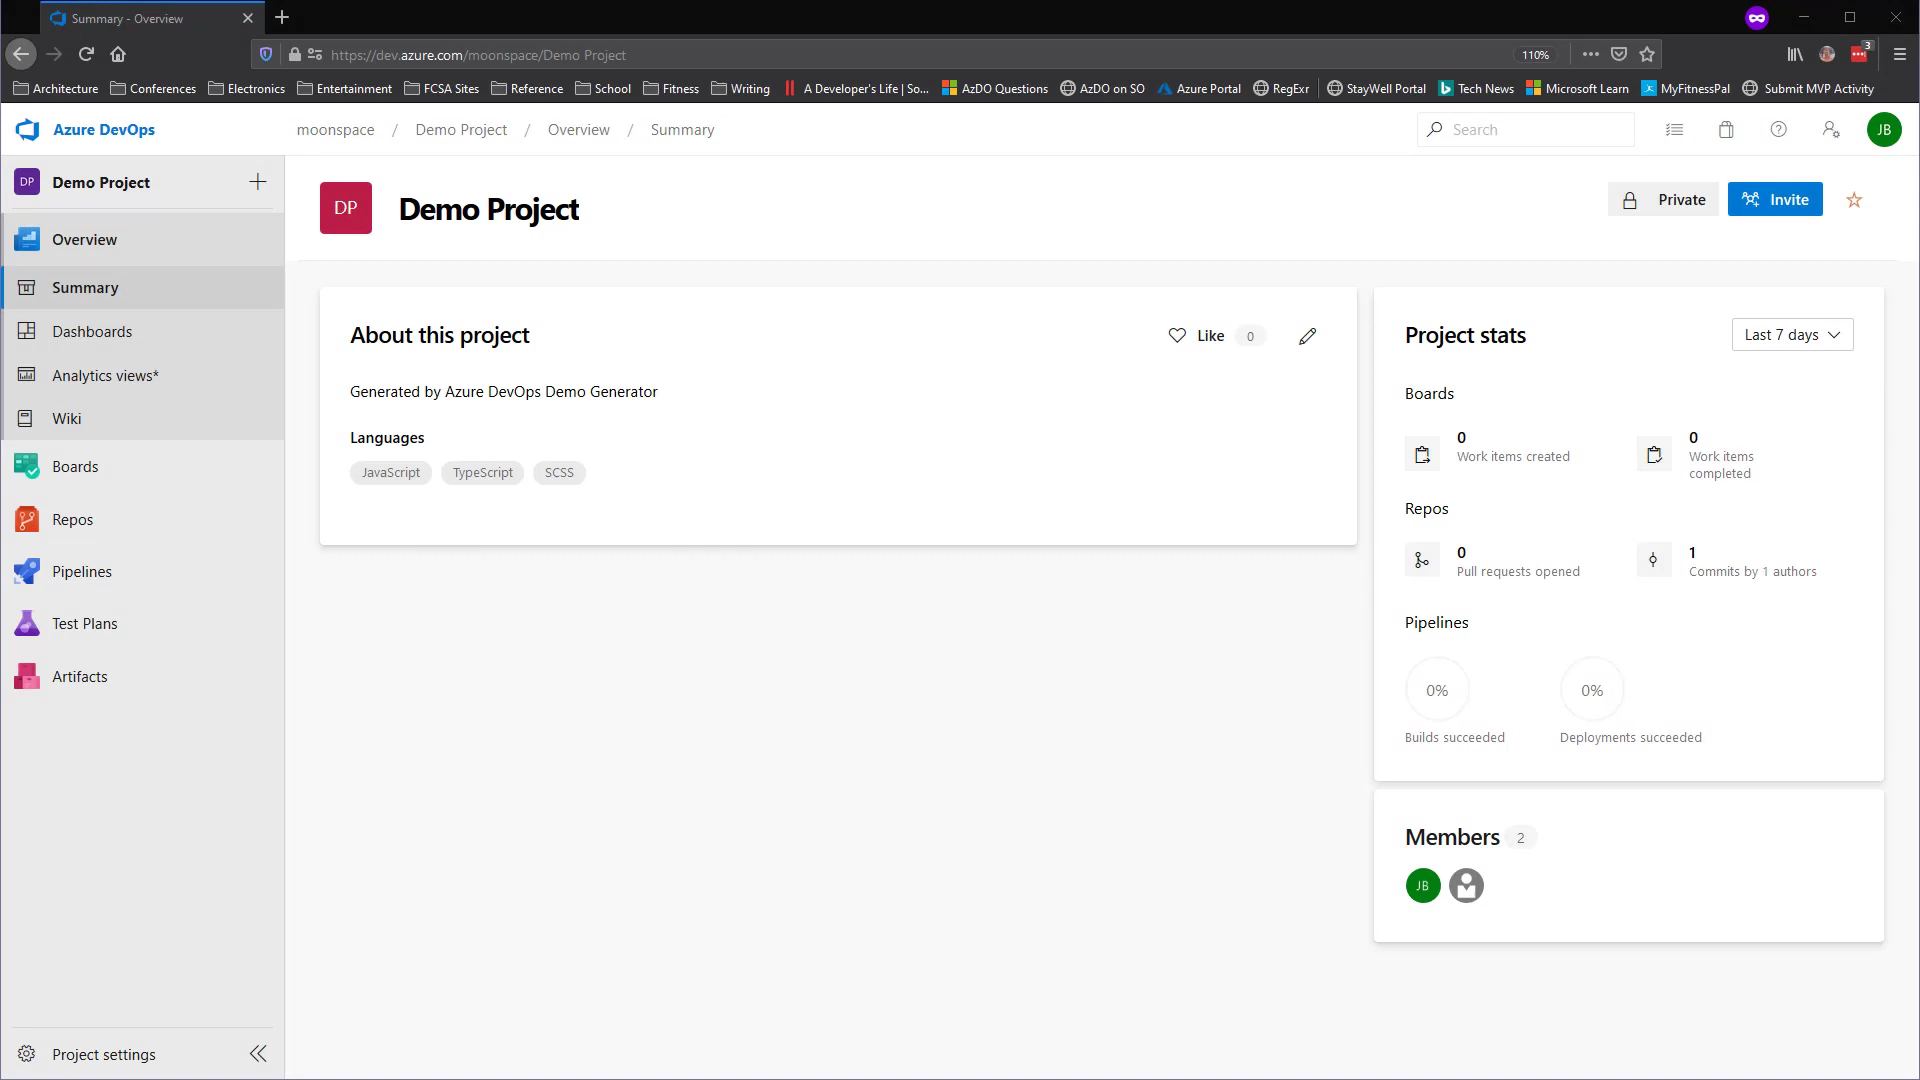 Summary - Overview
https://dev.azure.com/moonspace/Demo Project
110%
3
Architecture Conferences Electronics Entertainment FCSA Sites Reference School Fitness Writing A Developer's Life | So... AzDO Questions AzDO on SO Azure Portal RegExr StayWell Portal Tech News Microsoft Learn MyFitnessPal Submit MVP Activity
Azure DevOps
moonspace / Demo Project / Overview / Summary
Search
JB
DP Demo Project
Overview
Summary
Dashboards
Analytics views*
Wiki
Boards
Repos
Pipelines
Test Plans
Artifacts
Project settings
DP Demo Project
Private
Invite
About this project
Like 0
Generated by Azure DevOps Demo Generator
Languages
JavaScript TypeScript SCSS
Project stats
Last 7 days
Boards
0
Work items created
0
Work items
completed
Repos
0
Pull requests opened
1
Commits by 1 authors
Pipelines
0%
Builds succeeded
0%
Deployments succeeded
Members 2
JB